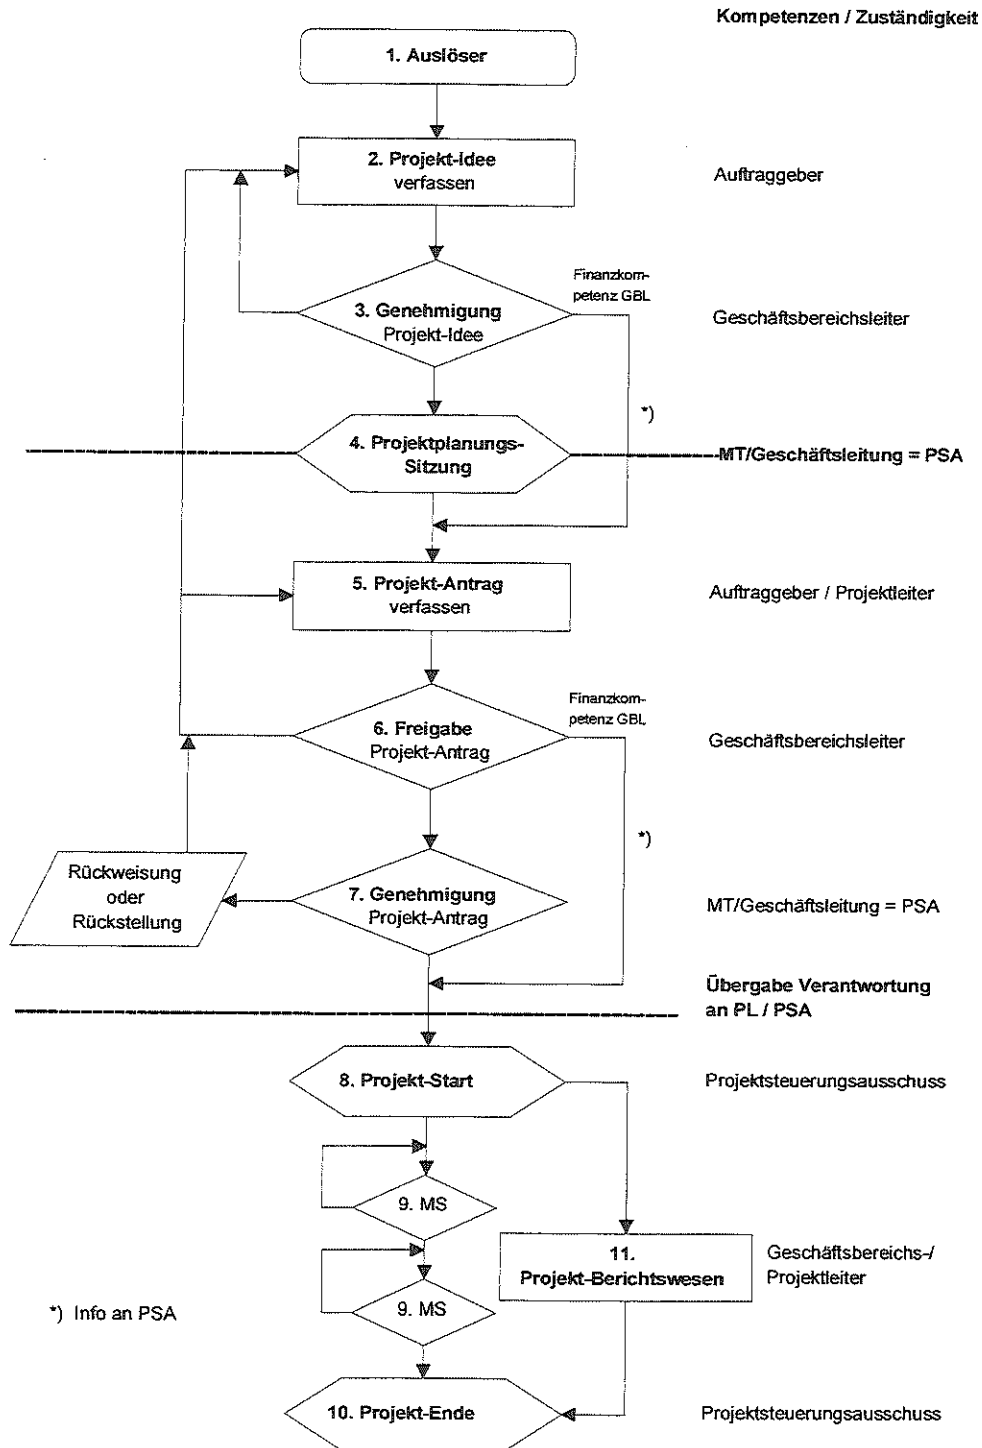 Kompetenzen / Zuständigkeit
1. Auslöser
2. Projekt-Idee
verfassen
Auftraggeber
Finanzkom-
petenz GBL
3. Genehmigung
Projekt-Idee
Geschäftsbereichsleiter
*)
4. Projektplanungs-
Sitzung
MT/Geschäftsleitung = PSA
5. Projekt-Antrag
verfassen
Auftraggeber / Projektleiter
Finanzkom-
petenz GBL
6. Freigabe
Projekt-Antrag
Geschäftsbereichsleiter
*)
Rückweisung
oder
Rückstellung
7. Genehmigung
Projekt-Antrag
MT/Geschäftsleitung = PSA
Übergabe Verantwortung
an PL / PSA
8. Projekt-Start
Projektsteuerungsausschuss
9. MS
11.
Projekt-Berichtswesen
Geschäftsbereichs-/
Projektleiter
9. MS
*) Info an PSA
10. Projekt-Ende
Projektsteuerungsausschuss